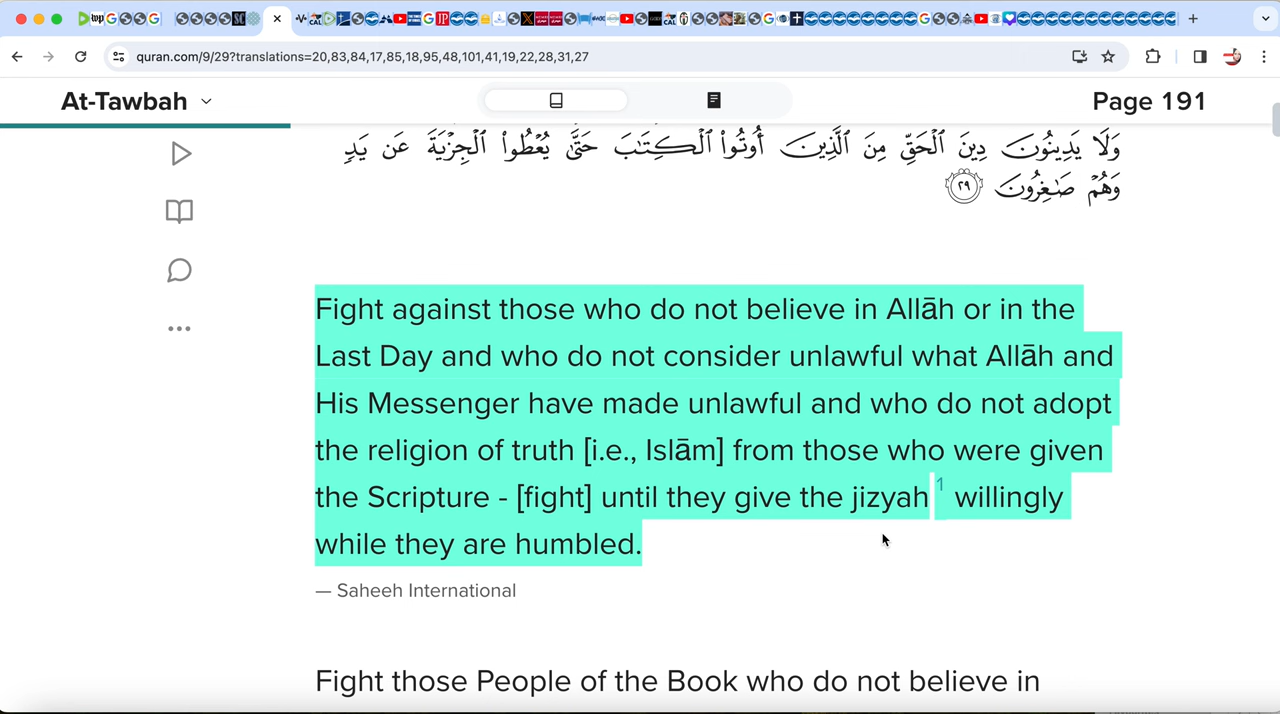 quran.com/9/29?translations=20,83,84,17,85,18,95,48,101,41,19,22,28,31,27
At-Tawbah
Page 191
وَلَا يَدِينُونَ دِينَ ٱلْحَقِّ مِنَ ٱلَّذِينَ أُوتُوا۟ ٱلْكِتَـٰبَ حَتَّىٰ يُعْطُوا۟ ٱلْجِزْيَةَ عَن يَدٍ
وَهُمْ صَـٰغِرُونَ ٢٩
Fight against those who do not believe in Allāh or in the
Last Day and who do not consider unlawful what Allāh and
His Messenger have made unlawful and who do not adopt
the religion of truth [i.e., Islām] from those who were given
the Scripture - [fight] until they give the jizyah 1 willingly
while they are humbled.
— Saheeh International
Fight those People of the Book who do not believe in